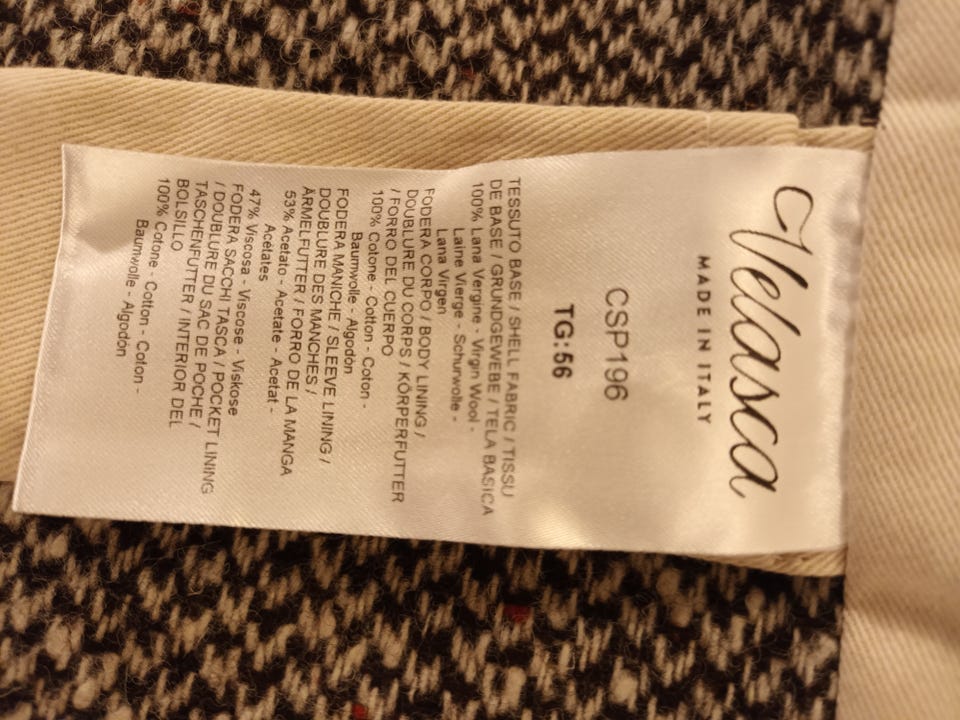 Velasca
MADE IN ITALY
CSP196
TG:56
TESSUTO BASE / SHELL FABRIC / TISSU
DE BASE / GRUNDGEWEBE / TELA BASICA
100% Lana Vergine - Virgin Wool -
Laine Vierge - Schurwolle -
Lana Virgen
FODERA CORPO / BODY LINING /
DOUBLURE DU CORPS / KÖRPERFUTTER
/ FORRO DEL CUERPO
100% Cotone - Cotton - Coton -
Baumwolle - Algodón
FODERA MANICHE / SLEEVE LINING /
DOUBLURE DES MANCHES /
ÄRMELFUTTER / FORRO DE LA MANGA
53% Acetato - Acetate - Acetat -
Acétates
47% Viscosa - Viscose - Viskose
FODERA SACCHI TASCA / POCKET LINING
/ DOUBLURE DU SAC DE POCHE /
TASCHENFUTTER / INTERIOR DEL
BOLSILLO
100% Cotone - Cotton - Coton -
Baumwolle - Algodón